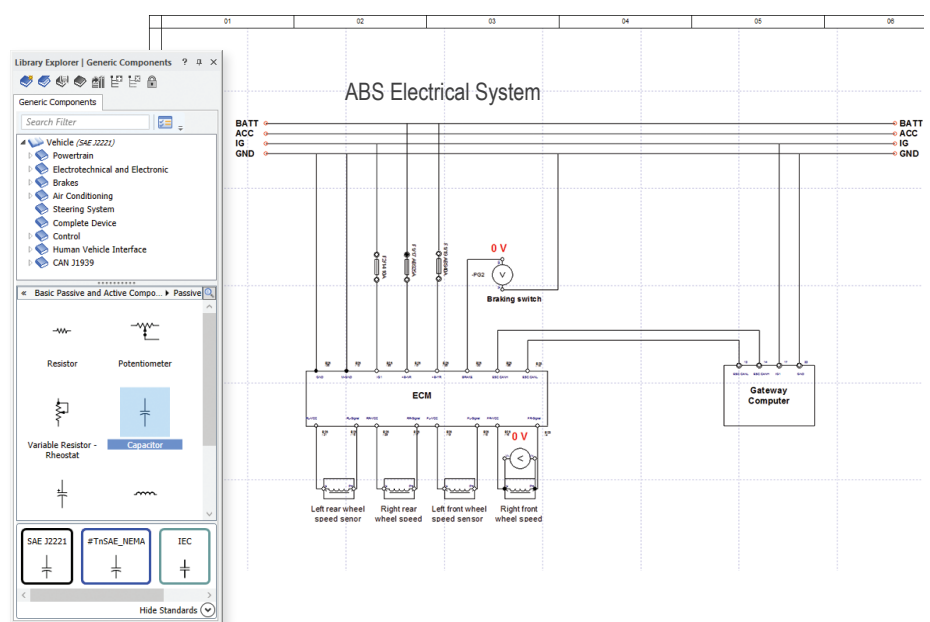 01 02 03 04 05 06
Library Explorer | Generic Components ?
Generic Components
Search Filter
Vehicle (SAE J2221)
Powertrain
Electrotechnical and Electronic
Brakes
Air Conditioning
Steering System
Complete Device
Control
Human Vehicle Interface
CAN J1939
« Basic Passive and Active Compo... Passive
Resistor Potentiometer
Variable Resistor -
Rheostat
Capacitor
SAE J2221 #TnSAE_NEMA IEC
Hide Standards
ABS Electrical System
BATT BATT
ACC ACC
IG IG
GND GND
0 V
-PG2 V
Braking switch
ECM
Gateway
Computer
0 V
V
Left rear wheel
speed senor
Right rear
wheel speed
Left front wheel
speed sensor
Right front
wheel speed